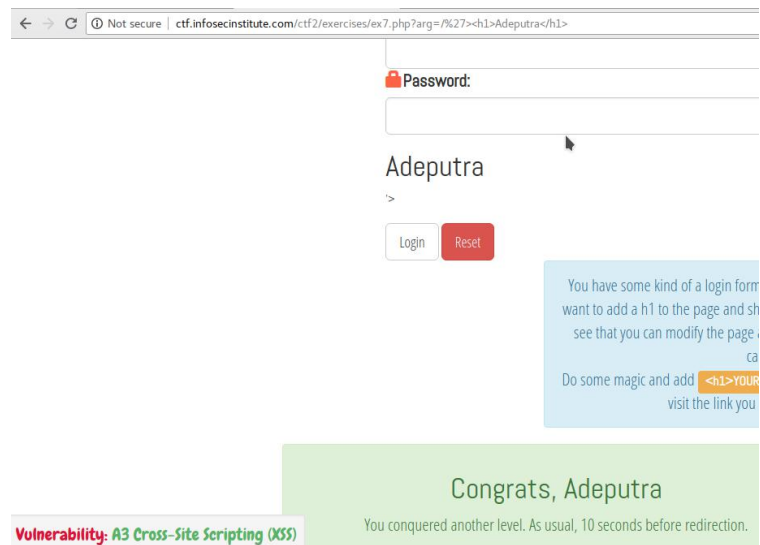 Not secure | ctf.infosecinstitute.com/ctf2/exercises/ex7.php?arg=/%27><h1>Adeputra</h1>
Password:
Adeputra
'>
Login Reset
You have some kind of a login form
want to add a h1 to the page and sh
see that you can modify the page a
ca
Do some magic and add <h1>YOUR
visit the link you
Congrats, Adeputra
You conquered another level. As usual, 10 seconds before redirection.
Vulnerability: A3 Cross-Site Scripting (XSS)